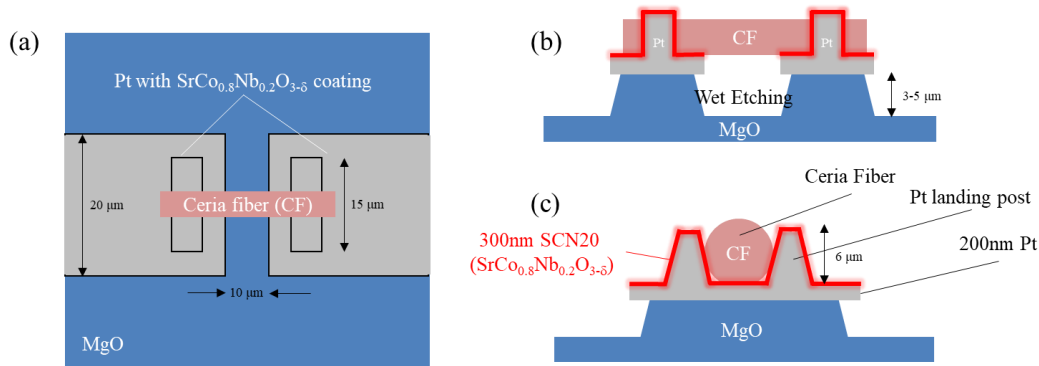 (a)
Pt with SrCo₀.₈Nb₀.₂O₃₋δ coating
20 μm
Ceria fiber (CF)
15 μm
10 μm
MgO
(b)
Pt
CF
Pt
Wet Etching
3-5 μm
MgO
(c)
Ceria Fiber
Pt landing post
200nm Pt
300nm SCN20
(SrCo₀.₈Nb₀.₂O₃₋δ)
CF
6 μm
MgO